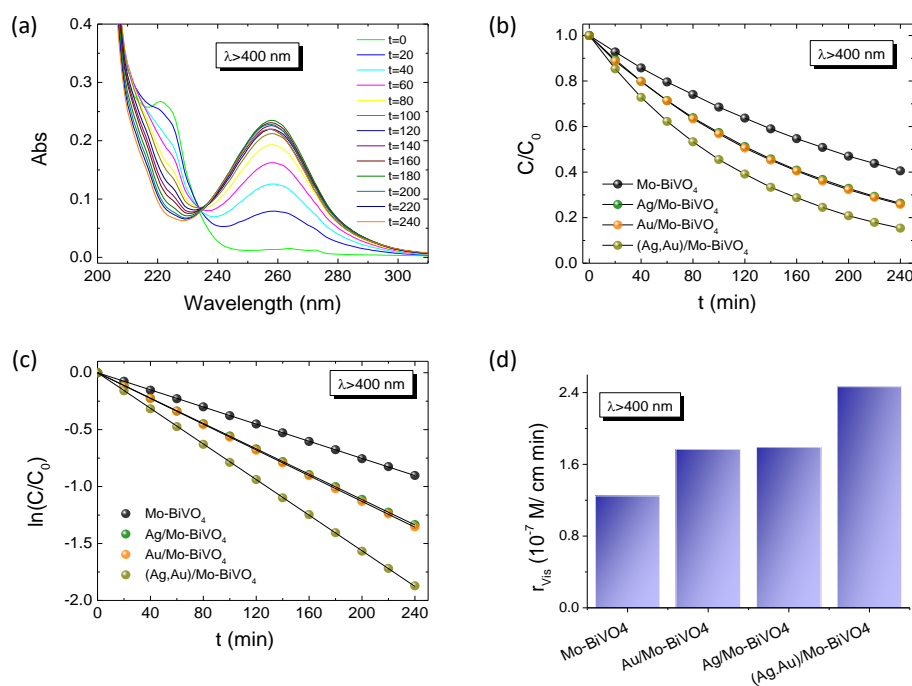 (a)
λ>400 nm
t=0
t=20
t=40
t=60
t=80
t=100
t=120
t=140
t=160
t=180
t=200
t=220
t=240
Abs
0.4
0.3
0.2
0.1
0.0
200 220 240 260 280 300
Wavelength (nm)
(b)
λ>400 nm
C/C₀
1.0
0.8
0.6
0.4
0.2
0.0
Mo-BiVO₄
Ag/Mo-BiVO₄
Au/Mo-BiVO₄
(Ag,Au)/Mo-BiVO₄
0 40 80 120 160 200 240
t (min)
(c)
λ>400 nm
ln(C/C₀)
0.0
-0.5
-1.0
-1.5
-2.0
Mo-BiVO₄
Ag/Mo-BiVO₄
Au/Mo-BiVO₄
(Ag,Au)/Mo-BiVO₄
0 40 80 120 160 200 240
t (min)
(d)
λ>400 nm
r_Vis (10⁻⁷ M/ cm min)
2.4
1.6
0.8
0.0
Mo-BiVO4
Au/Mo-BiVO4
Ag/Mo-BiVO4
(Ag.Au)/Mo-BiVO4